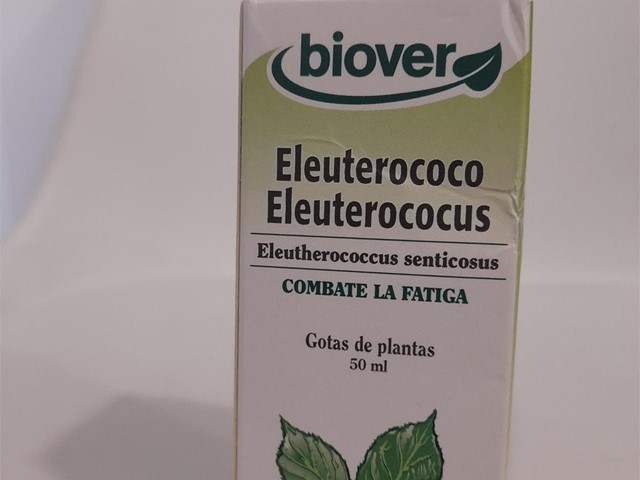 biover
Eleuterococo
Eleuterococus
Eleutherococcus senticosus
COMBATE LA FATIGA
Gotas de plantas
50 ml